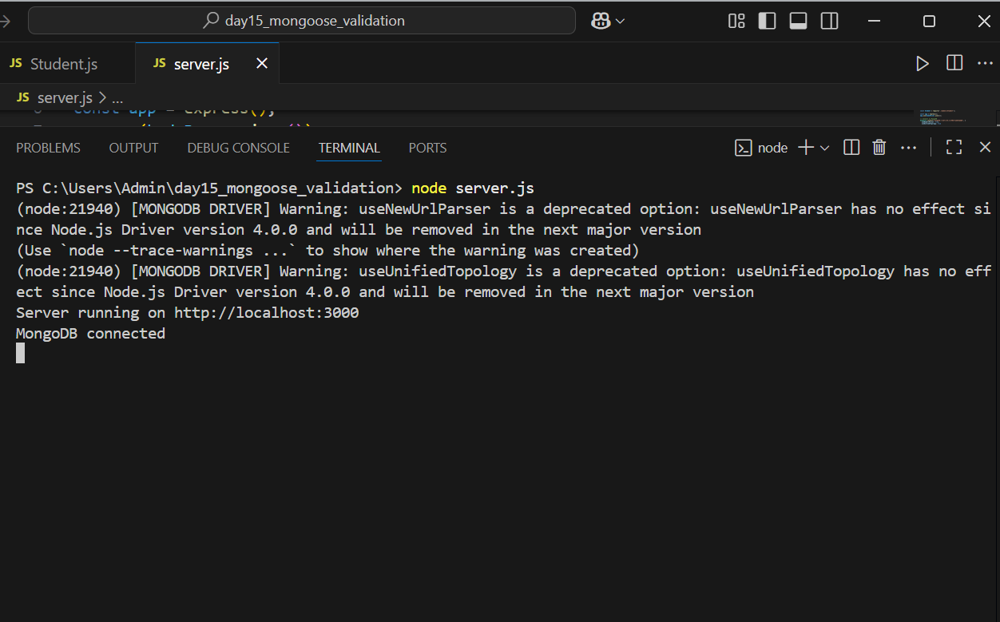 day15_mongoose_validation
JS Student.js
JS server.js
JS server.js > ...
const app = express();
PROBLEMS OUTPUT DEBUG CONSOLE TERMINAL PORTS
node
PS C:\Users\Admin\day15_mongoose_validation> node server.js
(node:21940) [MONGODB DRIVER] Warning: useNewUrlParser is a deprecated option: useNewUrlParser has no effect si
nce Node.js Driver version 4.0.0 and will be removed in the next major version
(Use `node --trace-warnings ...` to show where the warning was created)
(node:21940) [MONGODB DRIVER] Warning: useUnifiedTopology is a deprecated option: useUnifiedTopology has no eff
ect since Node.js Driver version 4.0.0 and will be removed in the next major version
Server running on http://localhost:3000
MongoDB connected